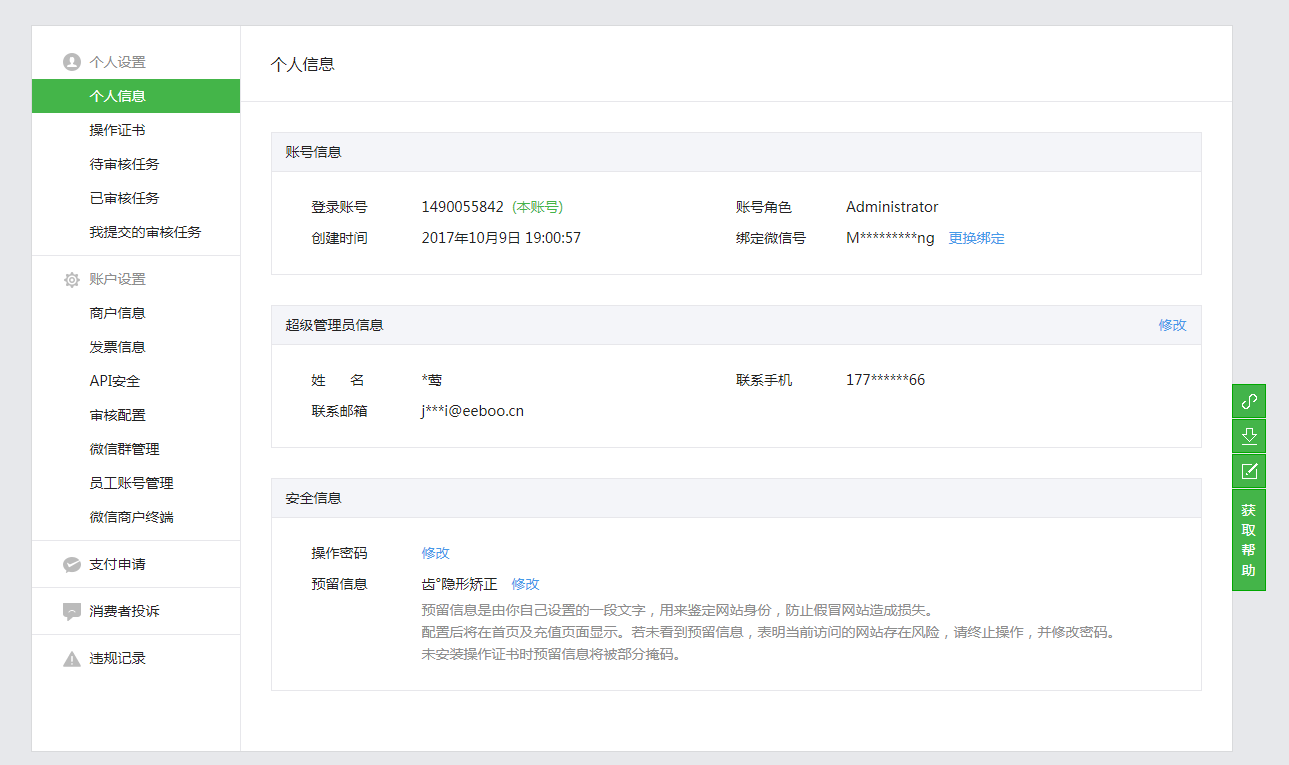 个人设置
个人信息
操作证书
待审核任务
已审核任务
我提交的审核任务
账户设置
商户信息
发票信息
API安全
审核配置
微信群管理
员工账号管理
微信商户终端
支付申请
消费者投诉
违规记录
个人信息
账号信息
登录账号 1490055842 (本账号) 账号角色 Administrator
创建时间 2017年10月9日 19:00:57 绑定微信号 M*********ng 更换绑定
超级管理员信息 修改
姓 名 *莺 联系手机 177******66
联系邮箱 j***i@eeboo.cn
安全信息
操作密码 修改
预留信息 齿°隐形矫正 修改
预留信息是由你自己设置的一段文字，用来鉴定网站身份，防止假冒网站造成损失。
配置后将在首页及充值页面显示。若未看到预留信息，表明当前访问的网站存在风险，请终止操作，并修改密码。
未安装操作证书时预留信息将被部分掩码。
获
取
帮
助